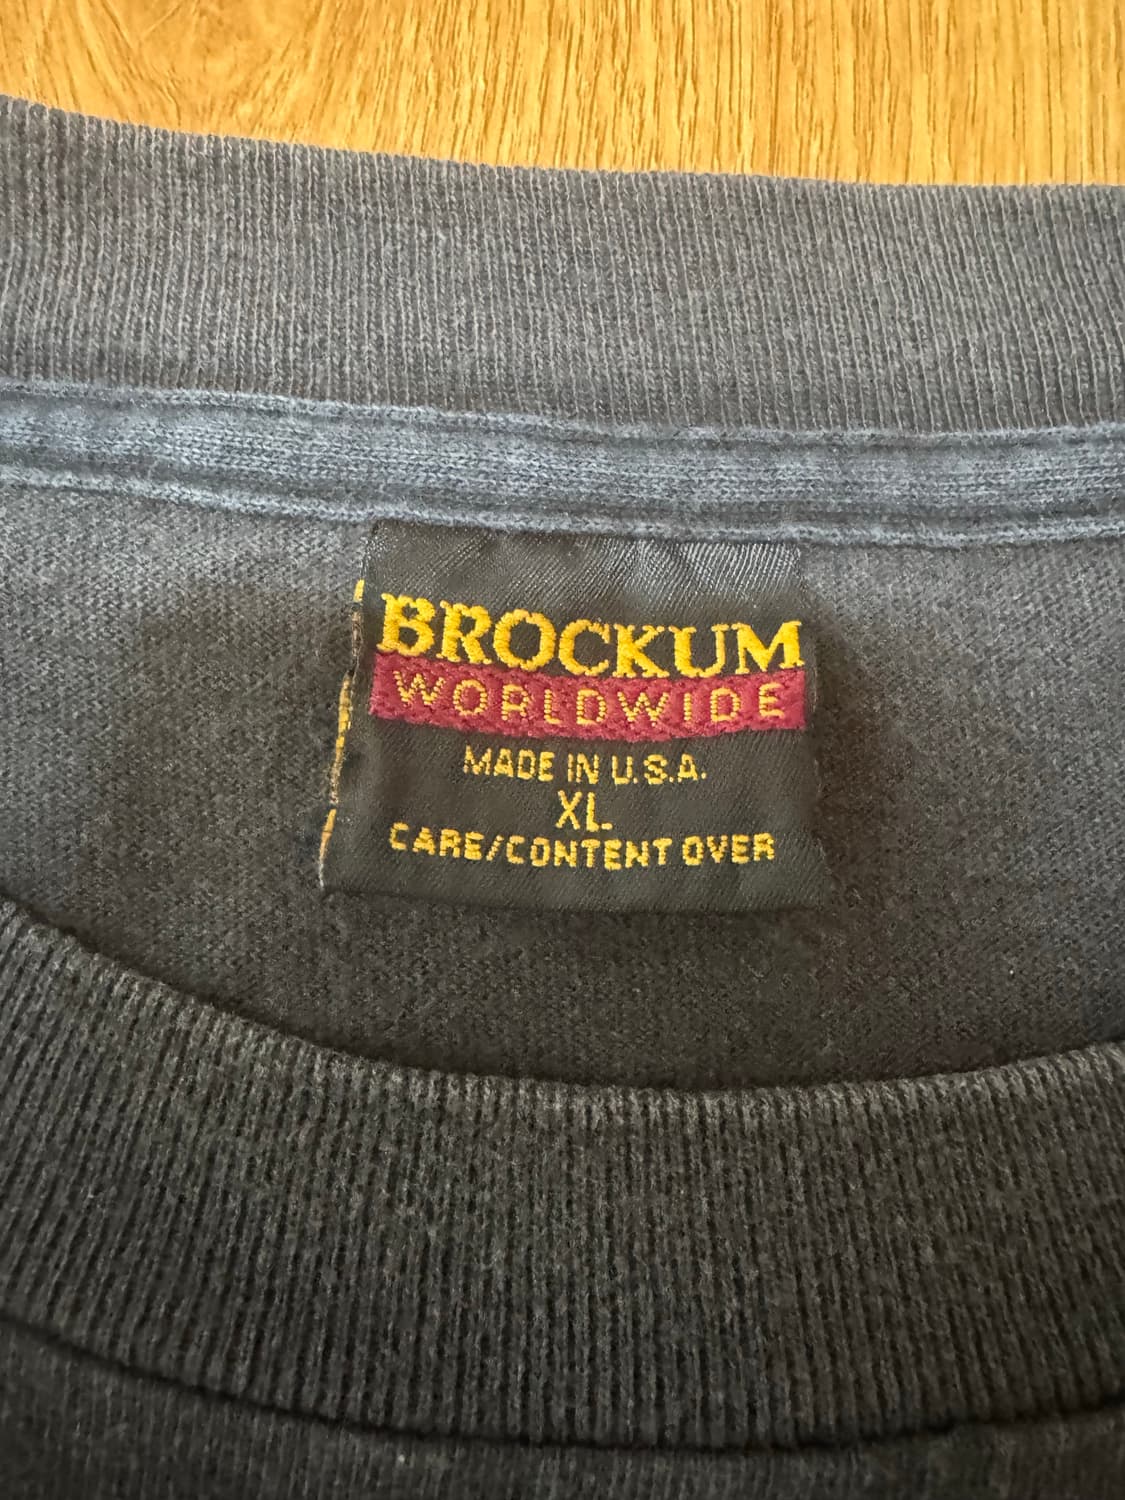 BROCKUM
WORLDWIDE
MADE IN U.S.A.
XL
CARE/CONTENT OVER